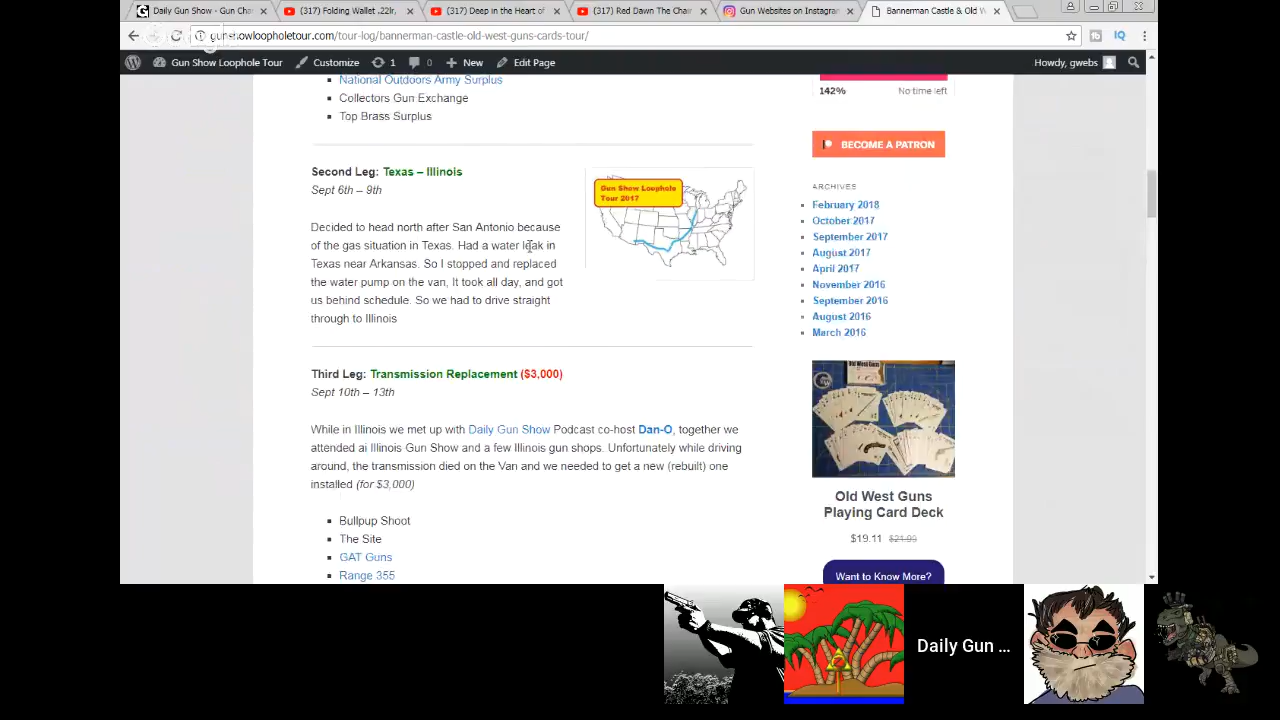 Daily Gun Show - Gun Chan
(317) Folding Wallet .22lr,
(317) Deep in the Heart of
(317) Red Dawn The Chair
Gun Websites on Instagram
Bannerman Castle & Old W
gunshowloopholetour.com/tour-log/bannerman-castle-old-west-guns-cards-tour/
Gun Show Loophole Tour
Customize
1
0
New
Edit Page
Howdy, gwebs
National Outdoors Army Surplus
Collectors Gun Exchange
Top Brass Surplus
142%
No time left
BECOME A PATRON
Second Leg: Texas – Illinois
Sept 6th – 9th
Decided to head north after San Antonio because
of the gas situation in Texas. Had a water leak in
Texas near Arkansas. So I stopped and replaced
the water pump on the van, It took all day, and got
us behind schedule. So we had to drive straight
through to Illinois
Gun Show Loophole
Tour 2017
ARCHIVES
February 2018
October 2017
September 2017
August 2017
April 2017
November 2016
September 2016
August 2016
March 2016
Third Leg: Transmission Replacement ($3,000)
Sept 10th – 13th
While in Illinois we met up with Daily Gun Show Podcast co-host Dan-O, together we
attended ai Illinois Gun Show and a few Illinois gun shops. Unfortunately while driving
around, the transmission died on the Van and we needed to get a new (rebuilt) one
installed (for $3,000)
Bullpup Shoot
The Site
GAT Guns
Range 355
Old West Guns
Playing Card Deck
$19.11 $21.99
Want to Know More?
Daily Gun ...